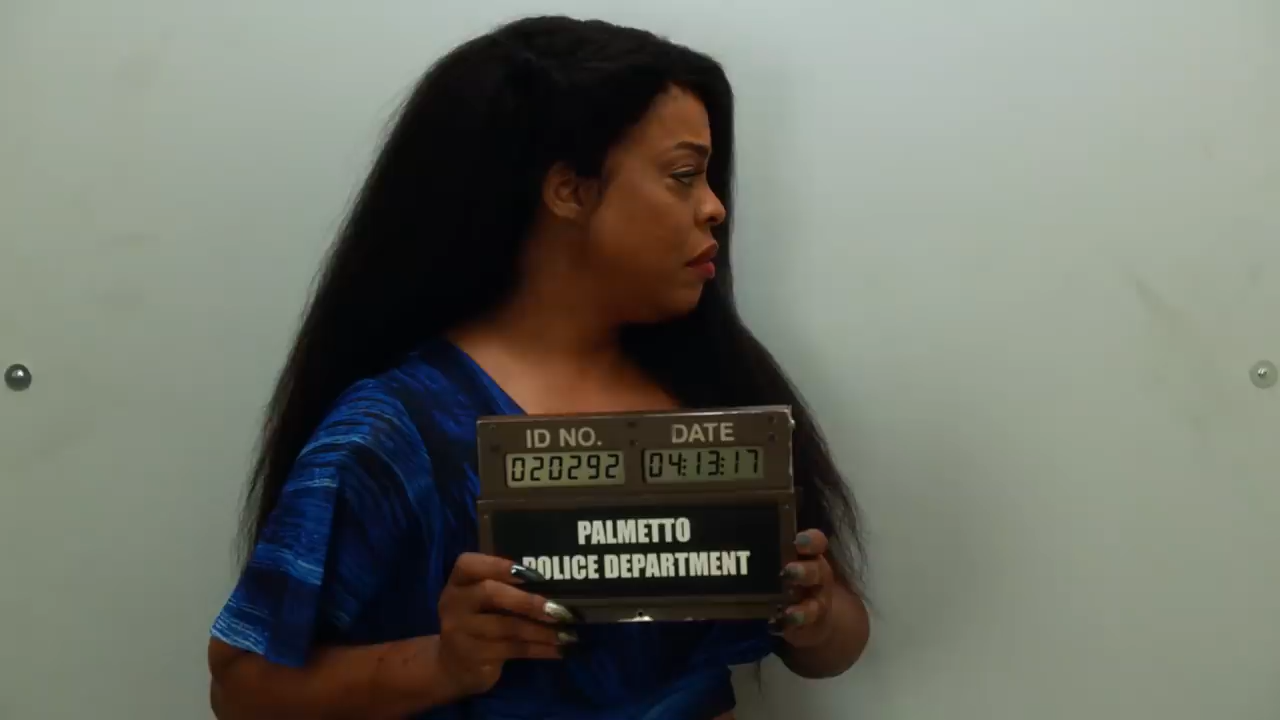 ID NO. DATE
020292 04:13:17
PALMETTO
POLICE DEPARTMENT